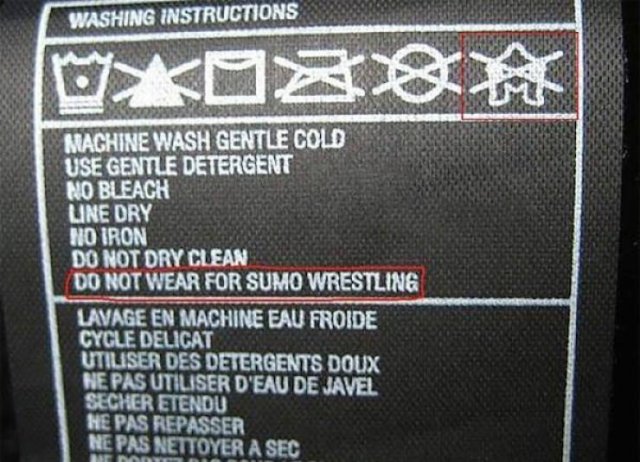 WASHING INSTRUCTIONS
MACHINE WASH GENTLE COLD
USE GENTLE DETERGENT
NO BLEACH
LINE DRY
NO IRON
DO NOT DRY CLEAN
DO NOT WEAR FOR SUMO WRESTLING
LAVAGE EN MACHINE EAU FROIDE
CYCLE DELICAT
UTILISER DES DETERGENTS DOUX
NE PAS UTILISER D'EAU DE JAVEL
SECHER ETENDU
NE PAS REPASSER
NE PAS NETTOYER A SEC